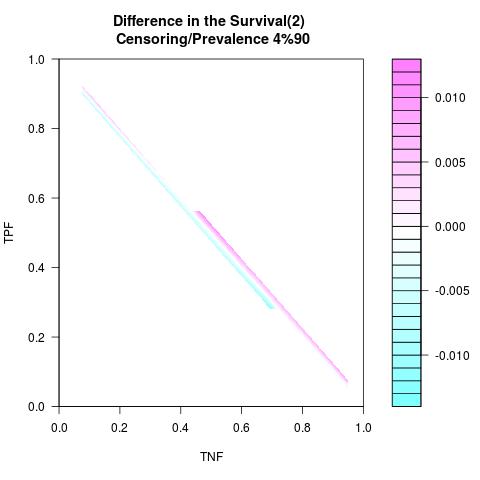 Difference in the Survival(2)
Censoring/Prevalence 4%90
1.0
0.8
0.6
0.4
0.2
0.0
TPF
0.0 0.2 0.4 0.6 0.8 1.0
TNF
0.010
0.005
0.000
-0.005
-0.010